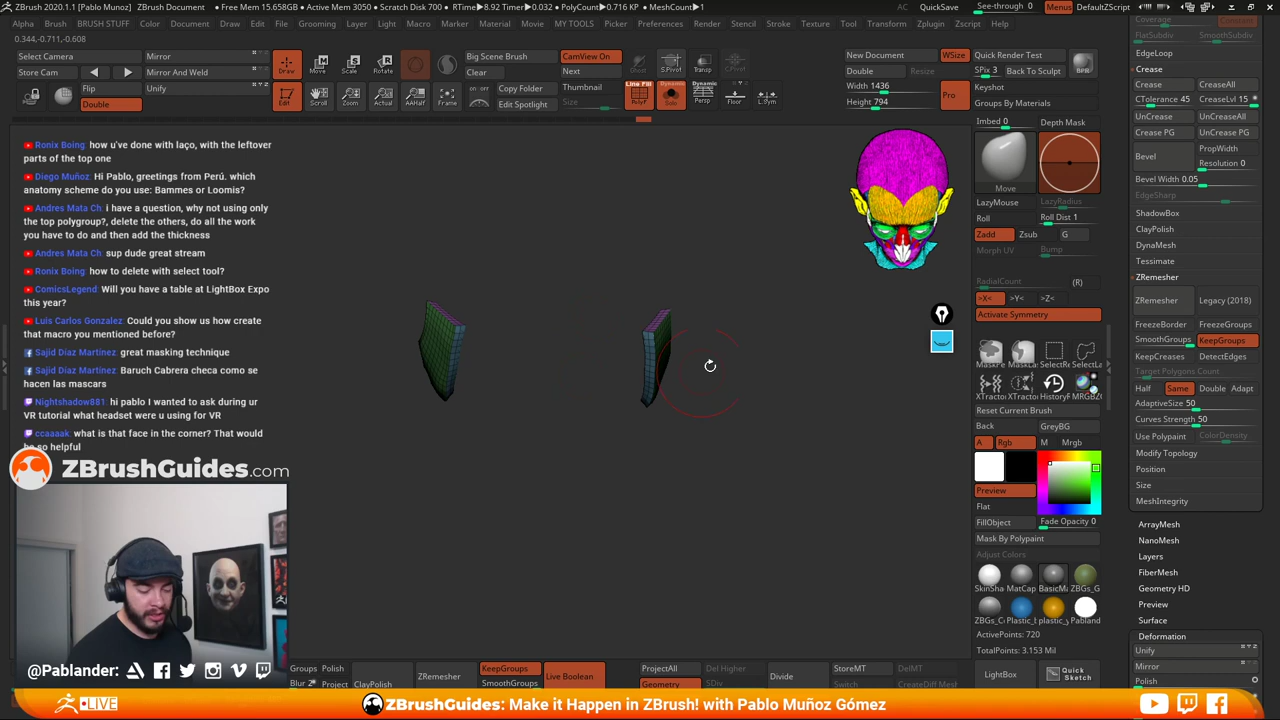 ZBrush 2020.1.1 [Pablo Munoz] • Free Mem 15.658GB • Active Mem 3050 • Scratch Disk 700 • RTime▸8.92 Timer▸0.032 • PolyCount▸0.716 KP • MeshCount▸1
AC QuickSave See-through 0 Menus DefaultZScript
Alpha Brush BRUSH STUFF Color Document Draw Edit File Grooming Layer Light Macro Marker Material Movie MY TOOLS Picker Preferences Render Stencil Stroke Texture Tool Transform Zplugin Zscript Help
0.344,-0.711,-0.608
Select Camera
Store Cam
Mirror
Mirror And Weld
Flip
Double
Unify
Draw
Move
Scale
Rotate
Edit
Scroll
Zoom
Actual
AAHalf
Frame
Big Scene Brush
Clear
Copy Folder
Edit Spotlight
CamView On
Next
Thumbnail
Size
Ghost
S.Pivot
Transp
C.Pivot
Line Fill
PolyF
Dynamic
Solo
Dynamic
Persp
Floor
L.Sym
New Document WSize
Double Resize
Width 1436
Height 794
Pro
Quick Render Test
SPix 3 Back To Sculpt
Keyshot
Groups By Materials
BPR
Ronix Boing: how u've done with laço, with the leftover
parts of the top one
Diego Muñoz: Hi Pablo, greetings from Perú. which
anatomy scheme do you use: Bammes or Loomis?
Andres Mata Ch: i have a question, why not using only
the top polygroup?, delete the others, do all the work
you have to do and then add the thickness
Andres Mata Ch: sup dude great stream
Ronix Boing: how to delete with select tool?
ComicsLegend: Will you have a table at LightBox Expo
this year?
Luis Carlos Gonzalez: Could you show us how create
that macro you mentioned before?
Sajid Díaz Martínez: great masking technique
Sajid Díaz Martínez: Baruch Cabrera checa como se
hacen las mascaras
Nightshadow881: hi pablo I wanted to ask during ur
VR tutorial what headset were u using for VR
ccaaaak: what is that face in the corner? That would
be so helpful
ZBrushGuides.com
@Pablander:
Imbed 0 Depth Mask
Move
LazyMouse LazyRadius
Roll Roll Dist 1
Zadd Zsub G
Morph UV Bump
RadialCount (R)
>X< >Y< >Z<
Activate Symmetry
XTractor HistoryR
Reset Current Brush
Back GreyBG
A Rgb M Mrgb
Preview
Flat
FillObject Fade Opacity 0
Mask By Polypaint
Adjust Colors
SkinSha MatCap BasicMa ZBGs_G
Plastic_ plastic_y Pabland
ActivePoints: 720
TotalPoints: 3.153 Mil
LightBox Quick
Sketch
Coverage Constant
FlatSubdiv SmoothSubdiv
EdgeLoop
Crease
Crease CreaseAll
CTolerance 45 CreaseLvl 15
UnCrease UnCreaseAll
Crease PG UnCrease PG
Bevel PropWidth
Resolution 0
Bevel Width 0.05
EdgeSharp
ShadowBox
ClayPolish
DynaMesh
Tessimate
ZRemesher
ZRemesher Legacy (2018)
FreezeBorder FreezeGroups
SmoothGroups KeepGroups
KeepCreases DetectEdges
Target Polygons Count
Half Same Double Adapt
AdaptiveSize 50
Curves Strength 50
Use Polypaint ColorDensity
Modify Topology
Position
Size
MeshIntegrity
ArrayMesh
NanoMesh
Layers
FiberMesh
Geometry HD
Preview
Surface
Deformation
Unify
Mirror
Polish
Groups Polish
Blur 2 Project
ClayPolish
ZRemesher
KeepGroups
SmoothGroups
Live Boolean
ProjectAll
Geometry
Del Higher
SDiv
Divide
StoreMT
Switch
DelMT
CreateDiff Mesh
LIVE
ZBrushGuides: Make it Happen in ZBrush! with Pablo Muñoz Gómez